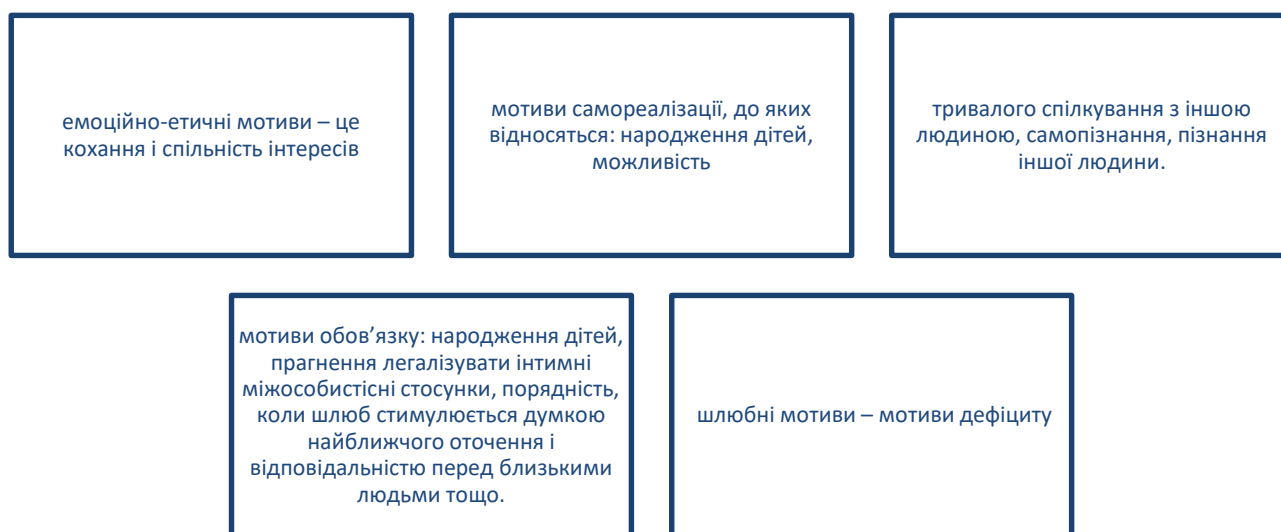 емоційно-етичні мотиви – це
кохання і спільність інтересів
мотиви самореалізації, до яких
відносяться: народження дітей,
можливість
тривалого спілкування з іншою
людиною, самопізнання, пізнання
іншої людини.
мотиви обов’язку: народження дітей,
прагнення легалізувати інтимні
міжособистісні стосунки, порядність,
коли шлюб стимулюється думкою
найближчого оточення і
відповідальністю перед близькими
людьми тощо.
шлюбні мотиви – мотиви дефіциту